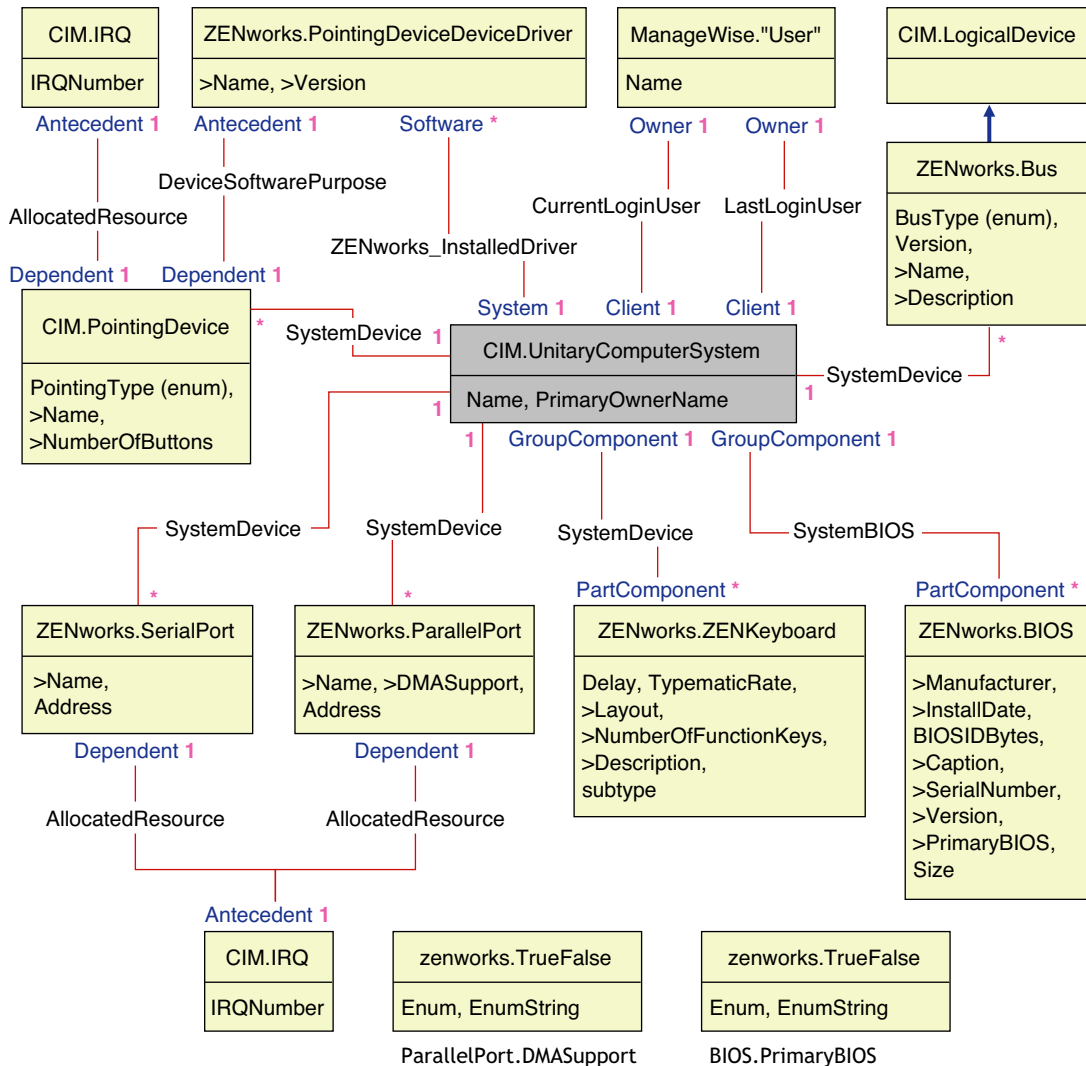 CIM.IRQ
IRQNumber
ZENworks.PointingDeviceDeviceDriver
>Name, >Version
ManageWise."User"
Name
CIM.LogicalDevice
Antecedent 1
Antecedent 1
Software *
Owner 1
Owner 1
AllocatedResource
DeviceSoftwarePurpose
ZENworks_InstalledDriver
CurrentLoginUser
LastLoginUser
ZENworks.Bus
BusType (enum),
Version,
>Name,
>Description
*
Dependent 1
Dependent 1
System 1
Client 1
Client 1
CIM.PointingDevice
PointingType (enum),
>Name,
>NumberOfButtons
*
SystemDevice
1
CIM.UnitaryComputerSystem
Name, PrimaryOwnerName
SystemDevice
1
1
1
GroupComponent 1
GroupComponent 1
SystemDevice
SystemDevice
SystemDevice
SystemBIOS
*
*
PartComponent *
PartComponent *
ZENworks.SerialPort
>Name,
Address
ZENworks.ParallelPort
>Name, >DMASupport,
Address
ZENworks.ZENKeyboard
Delay, TypematicRate,
>Layout,
>NumberOfFunctionKeys,
>Description,
subtype
ZENworks.BIOS
>Manufacturer,
>InstallDate,
BIOSIDBytes,
>Caption,
>SerialNumber,
>Version,
>PrimaryBIOS,
Size
Dependent 1
Dependent 1
AllocatedResource
AllocatedResource
Antecedent 1
CIM.IRQ
IRQNumber
zenworks.TrueFalse
Enum, EnumString
ParallelPort.DMASupport
zenworks.TrueFalse
Enum, EnumString
BIOS.PrimaryBIOS